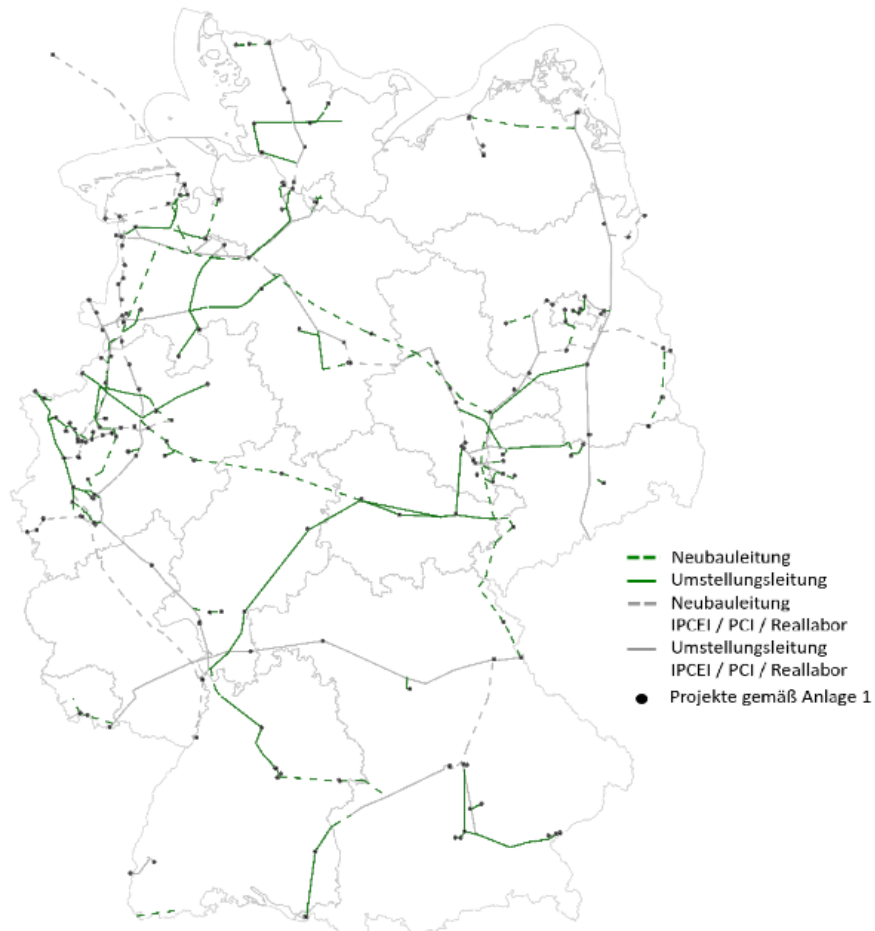 Neubauleitung
Umstellungsleitung
Neubauleitung
IPCEI / PCI / Reallabor
Umstellungsleitung
IPCEI / PCI / Reallabor
Projekte gemäß Anlage 1